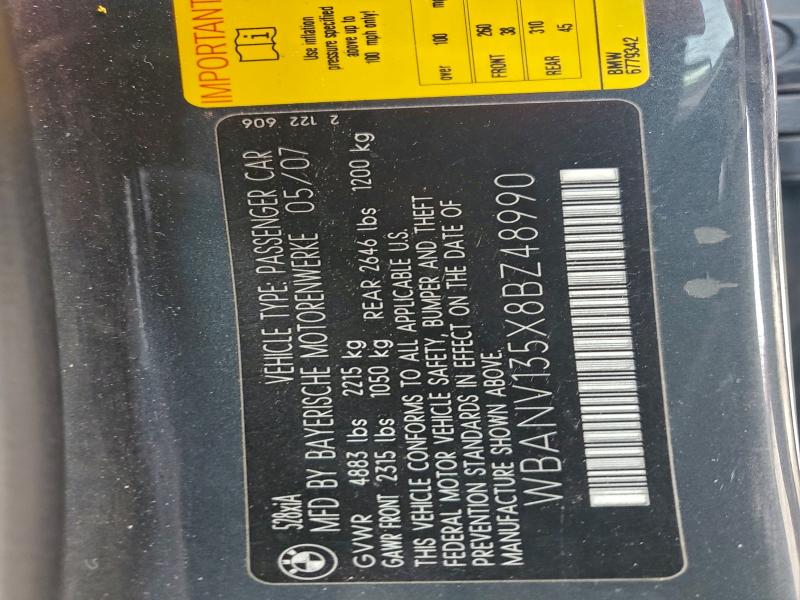 528xiA VEHICLE TYPE: PASSENGER CAR
MFD BY BAYERISCHE MOTORENWERKE 05/07
GVWR 4883 lbs 2215 kg
GAWR FRONT 2315 lbs 1050 kg REAR 2646 lbs 1200 kg
THIS VEHICLE CONFORMS TO ALL APPLICABLE U.S.
FEDERAL MOTOR VEHICLE SAFETY, BUMPER AND THEFT
PREVENTION STANDARDS IN EFFECT ON THE DATE OF
MANUFACTURE SHOWN ABOVE.
WBANV135X8BZ48990
2 122 606
IMPORTANT
Use inflation
pressure specified
above up to
100 mph only!
over 100
FRONT 260
38
REAR 310
45
BMW
6779342